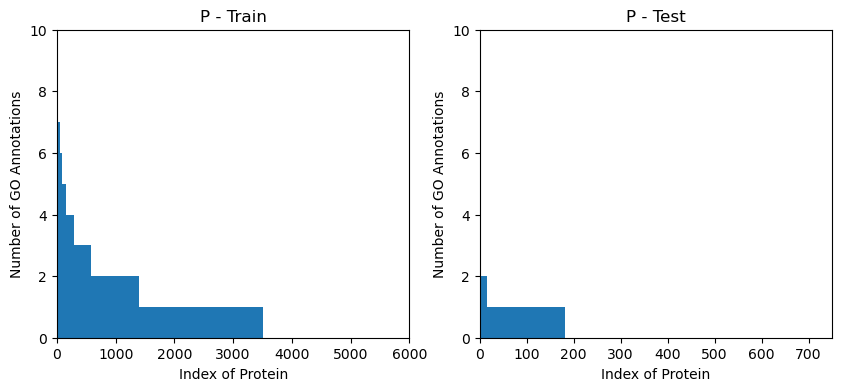 P - Train
Number of GO Annotations
10
8
6
4
2
0
0 1000 2000 3000 4000 5000 6000
Index of Protein
P - Test
Number of GO Annotations
10
8
6
4
2
0
0 100 200 300 400 500 600 700
Index of Protein